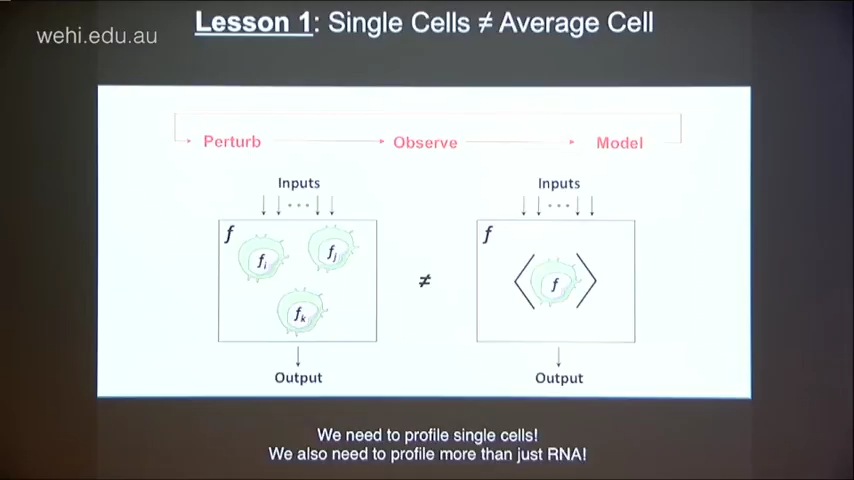 wehi.edu.au
Lesson 1: Single Cells ≠ Average Cell
Perturb Observe Model
Inputs Inputs
f f
fi fj f
≠
fk
Output Output
We need to profile single cells!
We also need to profile more than just RNA!